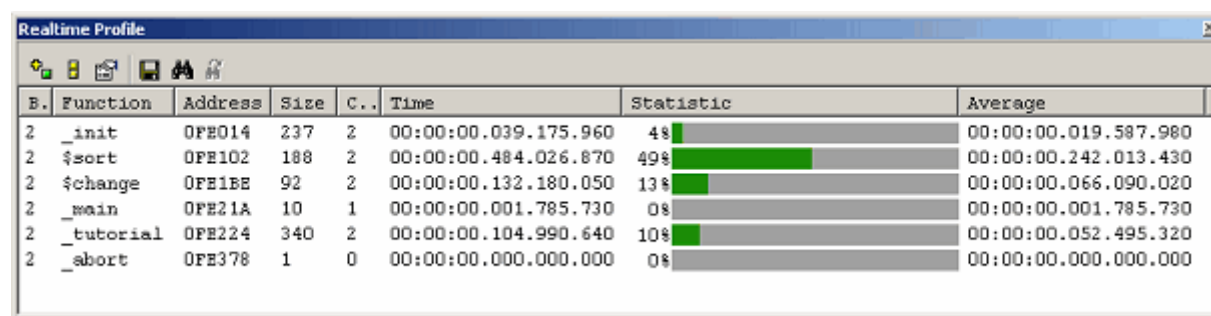 Realtime Profile
B. Function Address Size C.. Time Statistic Average
2 _init 0FE014 237 2 00:00:00.039.175.960 4% 00:00:00.019.587.980
2 $sort 0FE102 188 2 00:00:00.484.026.870 49% 00:00:00.242.013.430
2 $change 0FE1BE 92 2 00:00:00.132.180.050 13% 00:00:00.066.090.020
2 _main 0FE21A 10 1 00:00:00.001.785.730 0% 00:00:00.001.785.730
2 _tutorial 0FE224 340 2 00:00:00.104.990.640 10% 00:00:00.052.495.320
2 _abort 0FE378 1 0 00:00:00.000.000.000 0% 00:00:00.000.000.000